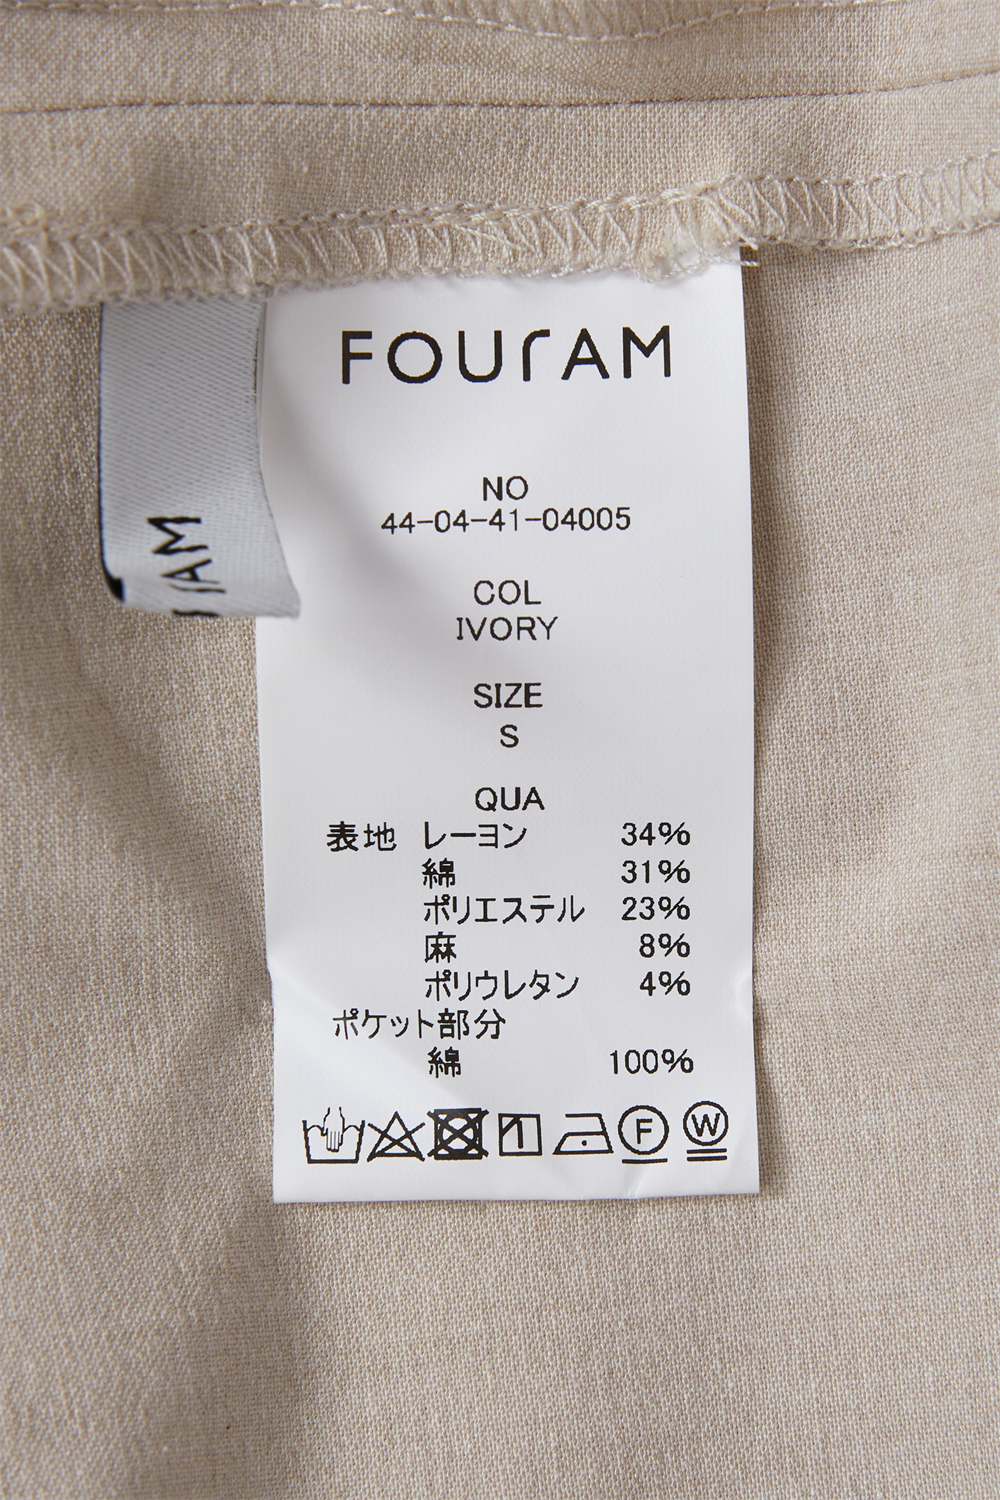 FOURAM
NO
44-04-41-04005
COL
IVORY
SIZE
S
QUA
表地 レーヨン 34%
綿 31%
ポリエステル 23%
麻 8%
ポリウレタン 4%
ポケット部分
綿 100%
F W
AM